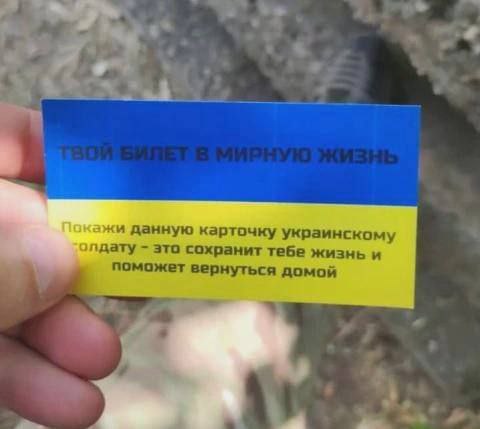 ТВОЙ БИЛЕТ В МИРНУЮ ЖИЗНЬ
Покажи данную карточку украинскому
солдату - это сохранит тебе жизнь и
поможет вернуться домой